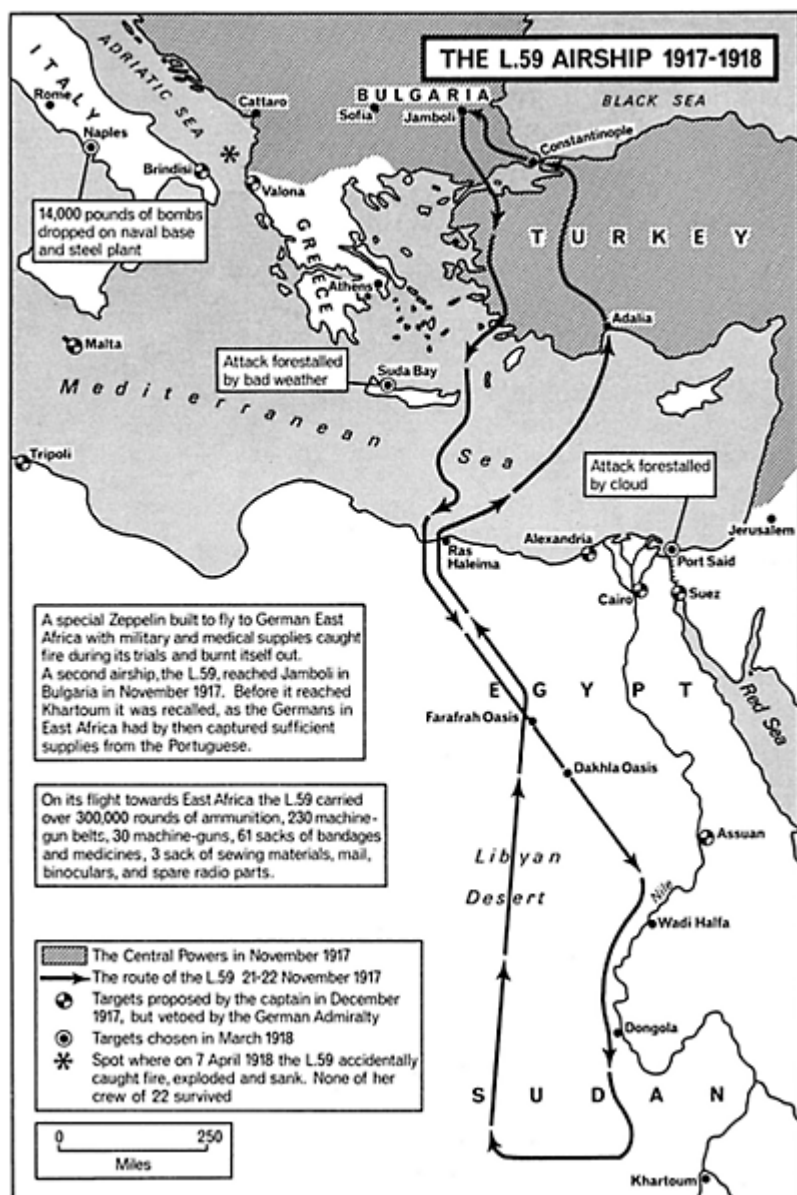 THE L.59 AIRSHIP 1917-1918
ITALY
ADRIATIC SEA
Rome
Naples
Cattaro
BULGARIA
Sofia
Jamboli
BLACK SEA
Constantinople
Brindisi
Valona
14,000 pounds of bombs
dropped on naval base
and steel plant
GREECE
Athens
TURKEY
Adalia
Malta
Attack forestalled
by bad weather
Suda Bay
Mediterranean
Sea
Tripoli
Attack forestalled
by cloud
Jerusalem
Ras
Haleima
Alexandria
Port Said
Cairo
Suez
A special Zeppelin built to fly to German East
Africa with military and medical supplies caught
fire during its trials and burnt itself out.
A second airship, the L.59, reached Jamboli in
Bulgaria in November 1917. Before it reached
Khartoum it was recalled, as the Germans in
East Africa had by then captured sufficient
supplies from the Portuguese.
EGYPT
Red Sea
Farafrah Oasis
Dakhla Oasis
On its flight towards East Africa the L.59 carried
over 300,000 rounds of ammunition, 230 machine-
gun belts, 30 machine-guns, 61 sacks of bandages
and medicines, 3 sack of sewing materials, mail,
binoculars, and spare radio parts.
Assuan
Libyan
Desert
Nile
Wadi Halfa
The Central Powers in November 1917
The route of the L.59 21-22 November 1917
Targets proposed by the captain in December
1917, but vetoed by the German Admiralty
Targets chosen in March 1918
Spot where on 7 April 1918 the L.59 accidentally
caught fire, exploded and sank. None of her
crew of 22 survived
Dongola
SUDAN
0 250
Miles
Khartoum